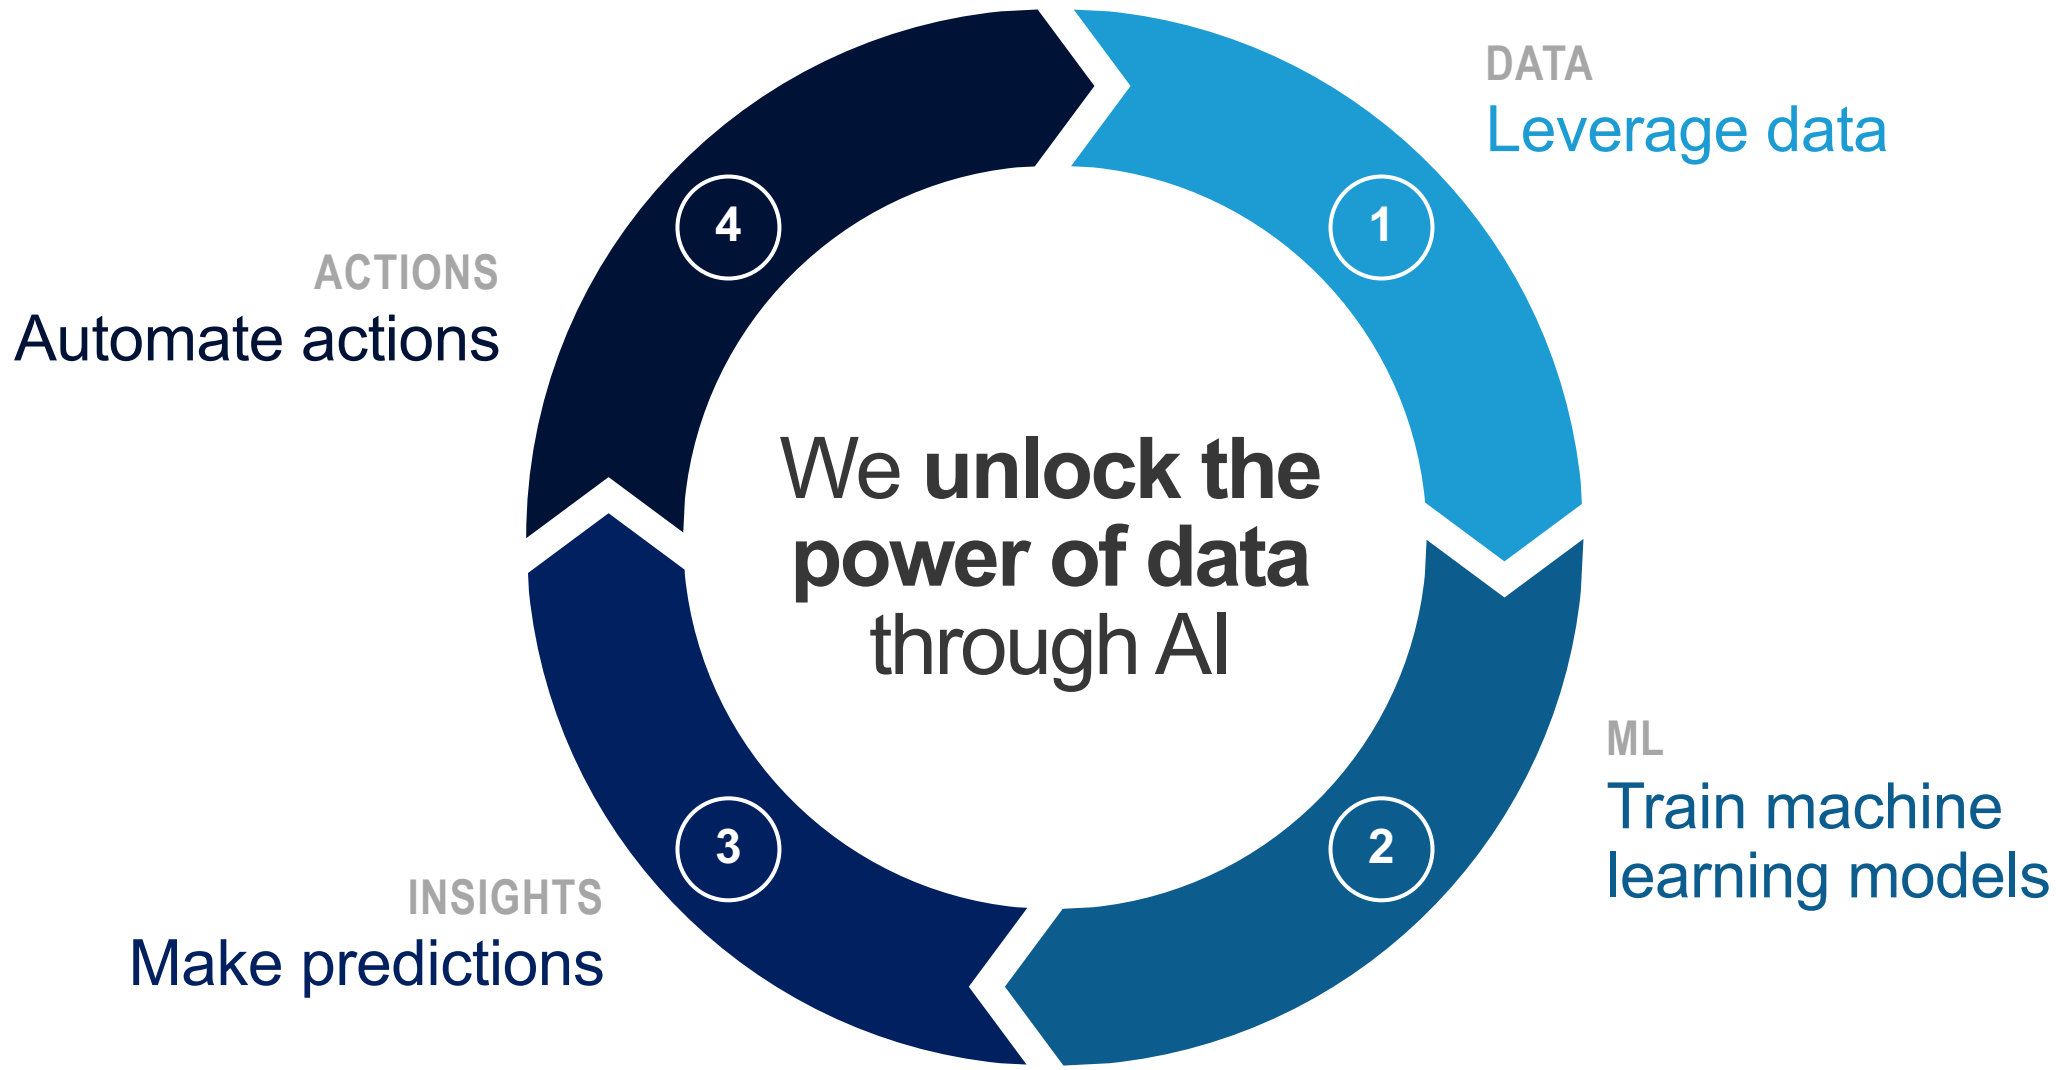 DATA
Leverage data
1
4
ACTIONS
Automate actions
We unlock the
power of data
through AI
ML
Train machine
learning models
2
3
INSIGHTS
Make predictions